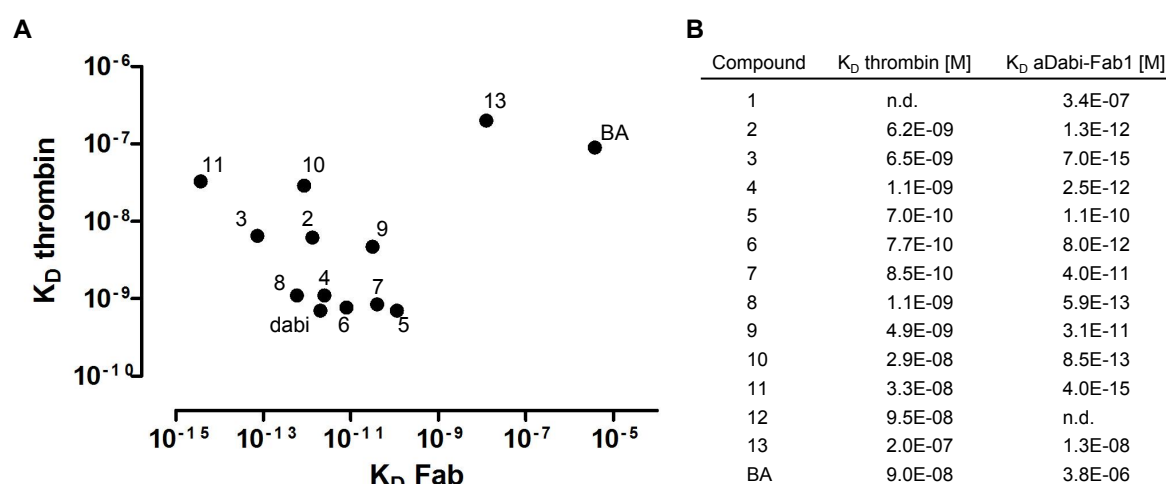 A
10⁻⁶
10⁻⁷
10⁻⁸
10⁻⁹
10⁻¹⁰
K_D thrombin
13
BA
11
10
3
2
9
8
4
7
dabi
6
5
10⁻¹⁵
10⁻¹³
10⁻¹¹
10⁻⁹
10⁻⁷
10⁻⁵
K_D Fab
B
Compound K_D thrombin [M] K_D aDabi-Fab1 [M]
1 n.d. 3.4E-07
2 6.2E-09 1.3E-12
3 6.5E-09 7.0E-15
4 1.1E-09 2.5E-12
5 7.0E-10 1.1E-10
6 7.7E-10 8.0E-12
7 8.5E-10 4.0E-11
8 1.1E-09 5.9E-13
9 4.9E-09 3.1E-11
10 2.9E-08 8.5E-13
11 3.3E-08 4.0E-15
12 9.5E-08 n.d.
13 2.0E-07 1.3E-08
BA 9.0E-08 3.8E-06